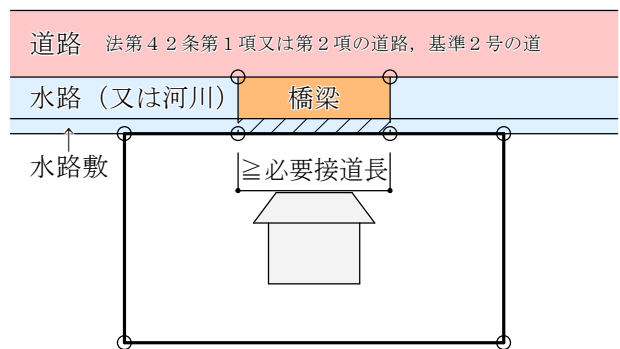 道路　法第４２条第１項又は第２項の道路，基準２号の道
水路（又は河川）　橋梁
↑
水路敷
≧必要接道長